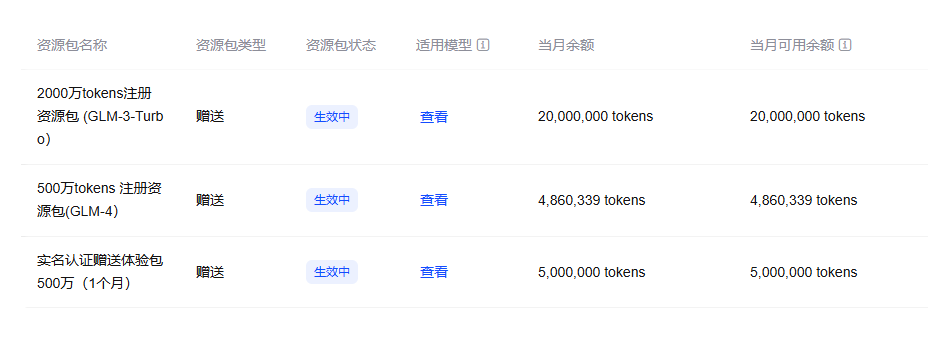 资源包名称 资源包类型 资源包状态 适用模型 当月余额 当月可用余额
2000万tokens注册
资源包 (GLM-3-Turb
o） 赠送 生效中 查看 20,000,000 tokens 20,000,000 tokens
500万tokens 注册资
源包(GLM-4） 赠送 生效中 查看 4,860,339 tokens 4,860,339 tokens
实名认证赠送体验包
500万（1个月） 赠送 生效中 查看 5,000,000 tokens 5,000,000 tokens